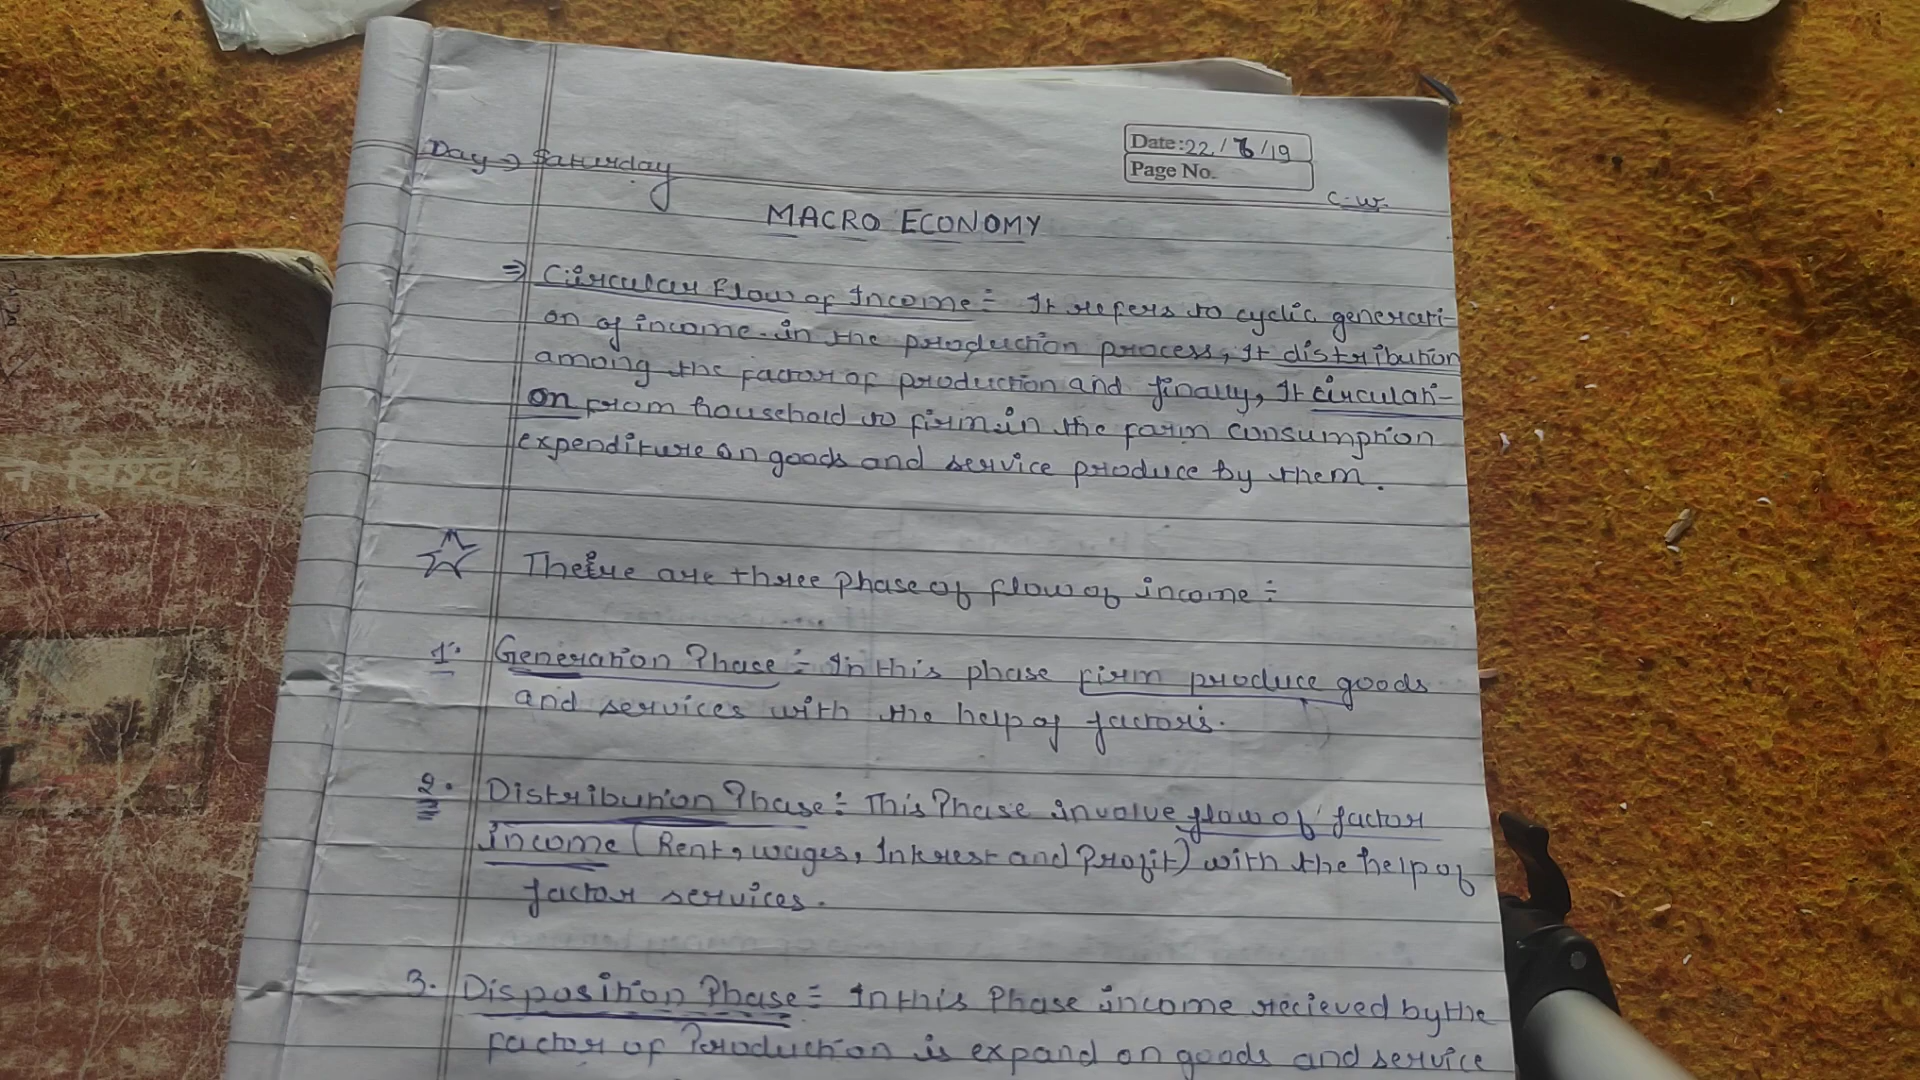 Day → Saturday
Date: 22/6/19
Page No.
C.W.
MACRO ECONOMY
⇒ Circular Flow of Income :- It refers to cyclic generati-
on of income in the production process, It distribution
among the factor of production and finally, It circulati-
on from household to firm in the form consumption
expenditure on goods and service produce by them.
☆ There are three Phase of flow of income :-
1. Generation Phase :- In this phase firm produce goods
and services with the help of factors.
2. Distribution Phase :- This Phase involve flow of factor
income (Rent, wages, Interest and Profit) with the help of
factor services.
3. Disposition Phase :- In this Phase income recieved by the
factor of Production is expand on goods and service
न विश्व